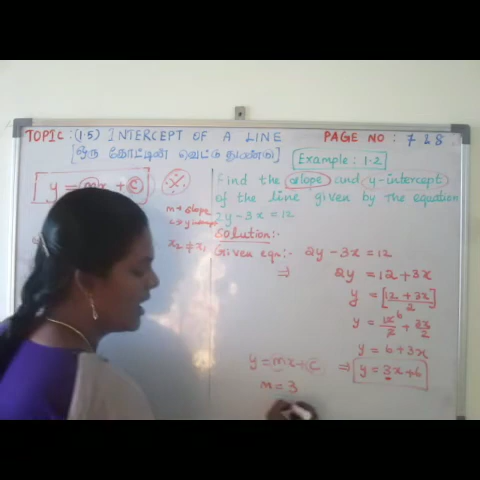 TOPIC : (1.5) INTERCEPT OF A LINE PAGE NO : 7 & 8
[ஒரு கோட்டின் வெட்டு துண்டு]
Example : 1.2
y = mx + c
m → slope
c → y intercept
x₂ ≠ x₁
Find the slope and y-intercept
of the line given by the equation
2y-3x = 12
Solution:-
Given eqn:- 2y - 3x = 12
⇒ 2y = 12 + 3x
y = [12 + 3x / 2]
y = 12/2 + 3x/2
y = 6 + 3x
y = mx + c ⇒ y = 3x + 6
m = 3